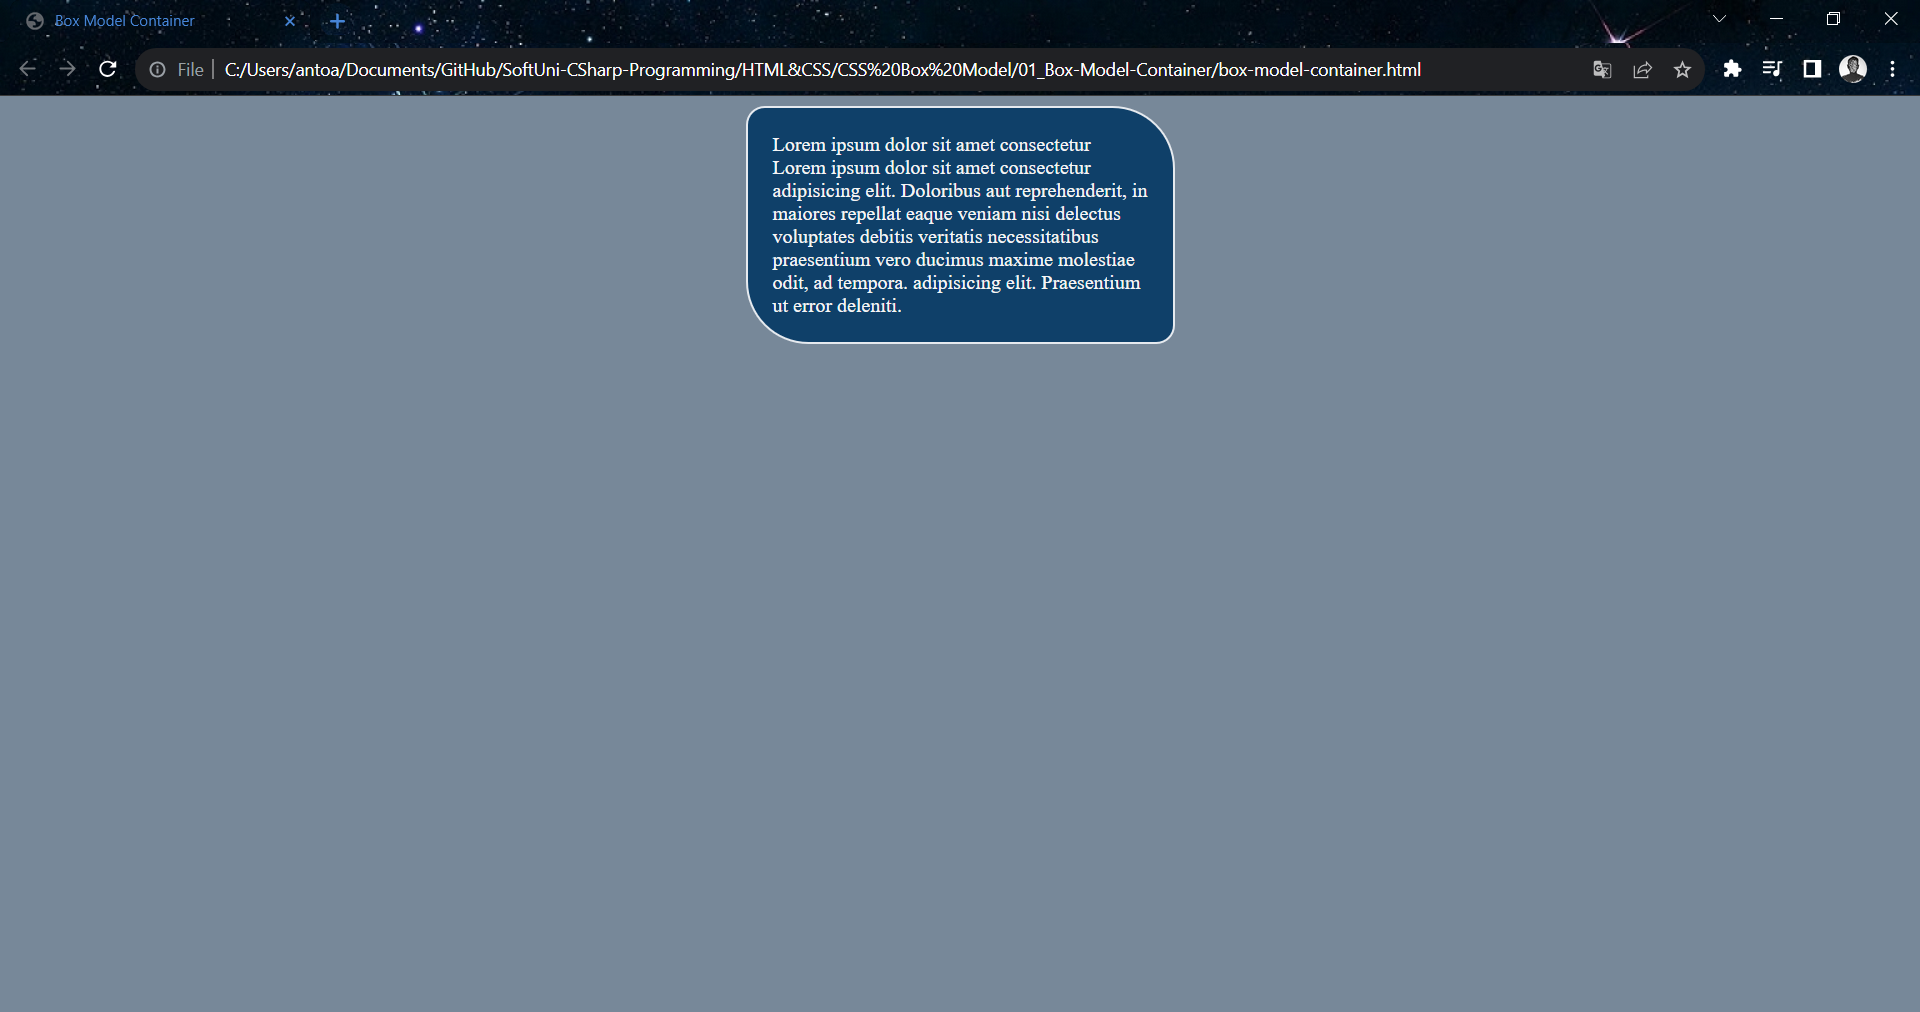 Box Model Container
File
C:/Users/antoa/Documents/GitHub/SoftUni-CSharp-Programming/HTML&CSS/CSS%20Box%20Model/01_Box-Model-Container/box-model-container.html
Lorem ipsum dolor sit amet consectetur
Lorem ipsum dolor sit amet consectetur
adipisicing elit. Doloribus aut reprehenderit, in
maiores repellat eaque veniam nisi delectus
voluptates debitis veritatis necessitatibus
praesentium vero ducimus maxime molestiae
odit, ad tempora. adipisicing elit. Praesentium
ut error deleniti.